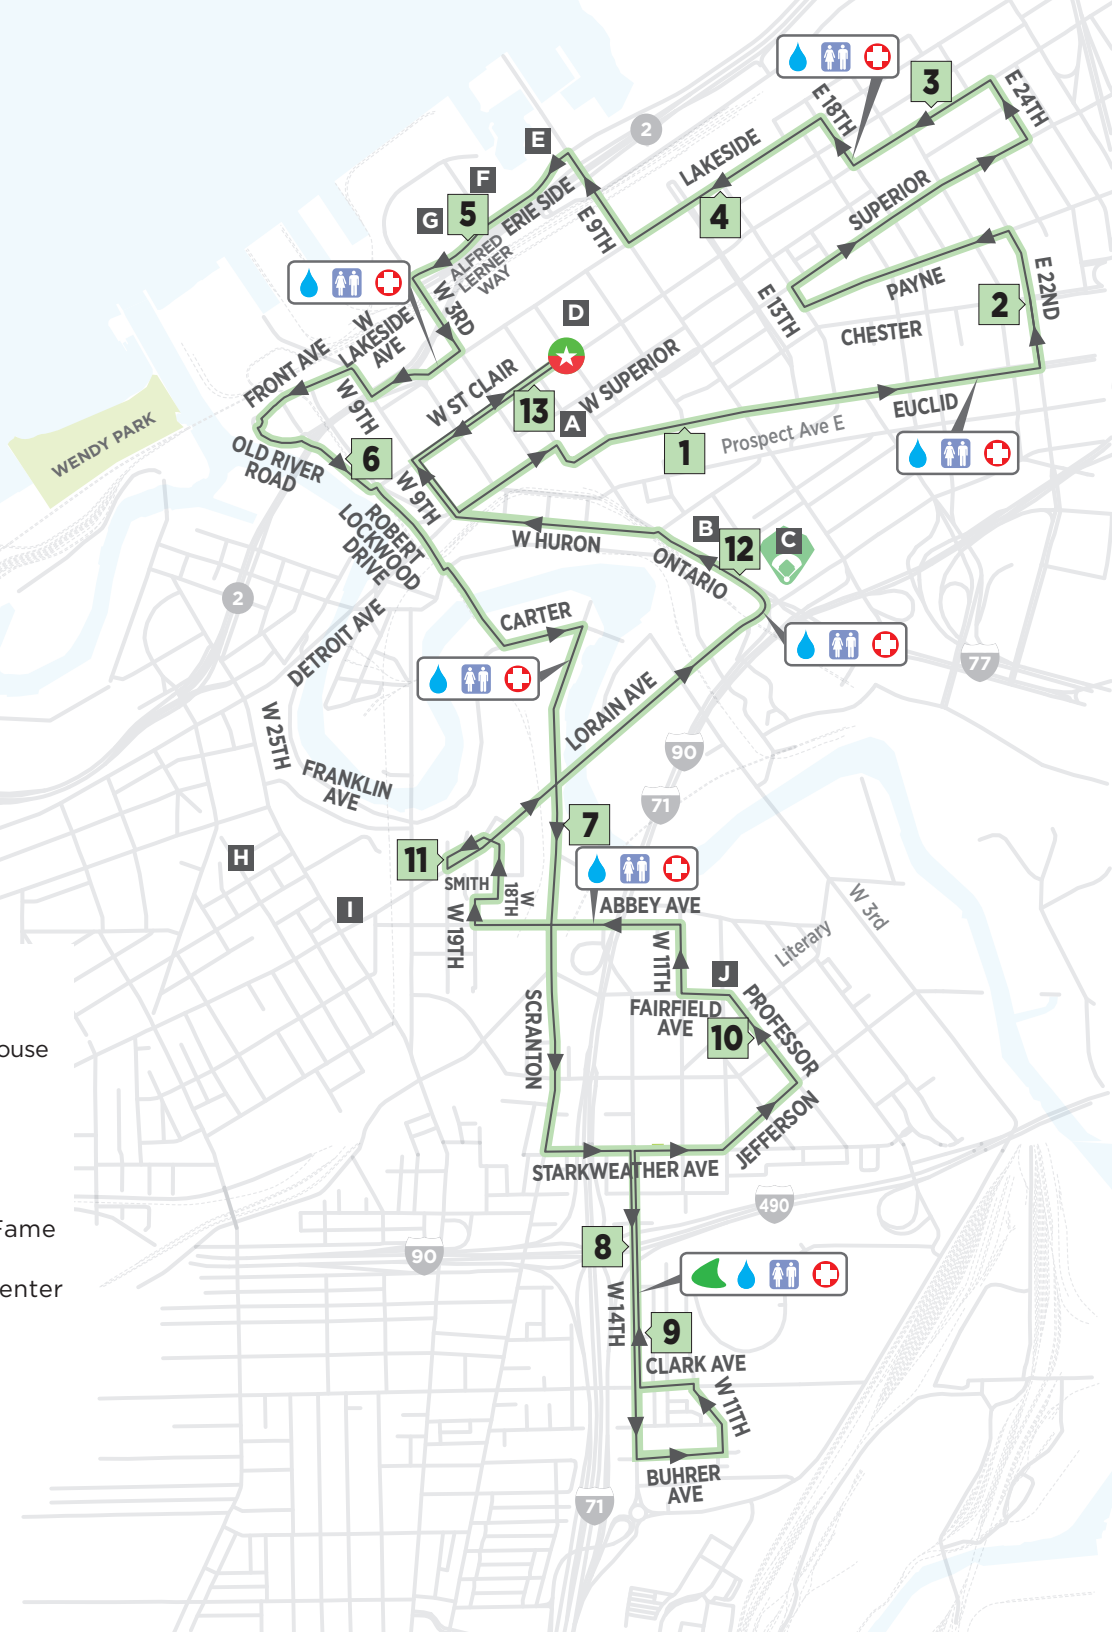 3
E 24TH
E 18TH
2
E
LAKESIDE
F
SUPERIOR
5
ERIE SIDE
4
G
E 9TH
ALFRED
LERNER
WAY
PAYNE
E 22ND
W 3RD
E 13TH
2
D
W
LAKESIDE
AVE
CHESTER
FRONT AVE
W ST CLAIR
W SUPERIOR
W 9TH
13
A
EUCLID
WENDY PARK
Prospect Ave E
1
OLD RIVER
ROAD
6
W 9TH
ROBERT
LOCKWOOD
DRIVE
W HURON
B
12
C
ONTARIO
2
CARTER
DETROIT AVE
77
LORAIN AVE
W 25TH
90
FRANKLIN
AVE
71
7
H
11
SMITH
W
18TH
ABBEY AVE
I
W 3rd
W 19TH
Literary
W 11TH
J
SCRANTON
FAIRFIELD
AVE
PROFESSOR
10
ouse
JEFFERSON
STARKWEATHER AVE
490
Fame
8
90
enter
W 14TH
9
CLARK AVE
W 11TH
BUHRER
AVE
71